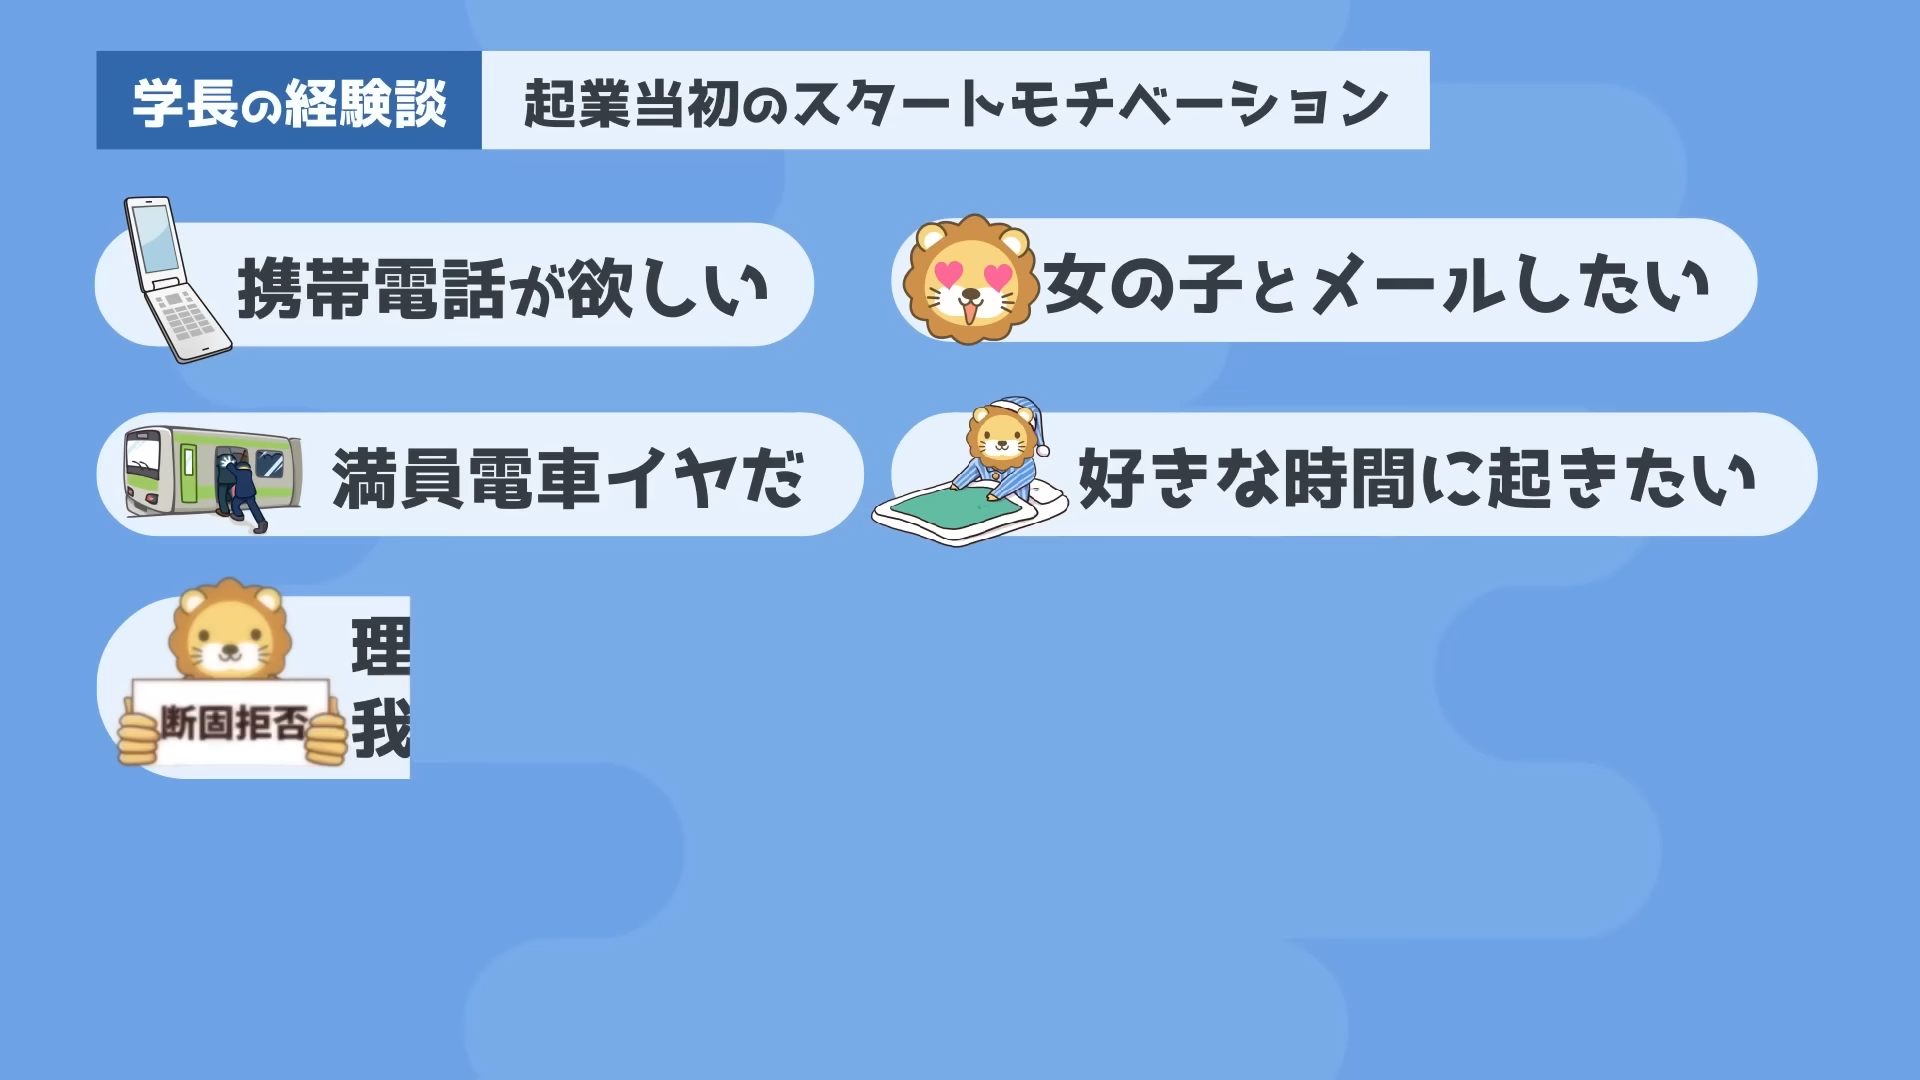 学長の経験談
起業当初のスタートモチベーション
携帯電話が欲しい
女の子とメールしたい
満員電車イヤだ
好きな時間に起きたい
断固拒否
理
我